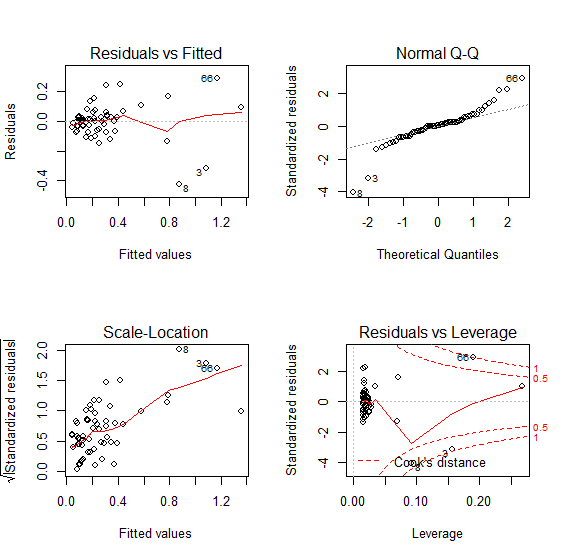 Residuals vs Fitted
Residuals
0.2
0.0
-0.4
66
3
8
0.0 0.4 0.8 1.2
Fitted values
Normal Q-Q
Standardized residuals
2
0
-2
-4
66
3
8
-2 -1 0 1 2
Theoretical Quantiles
Scale-Location
√|Standardized residuals|
2.0
1.5
1.0
0.5
0.0
8
3
66
0.0 0.4 0.8 1.2
Fitted values
Residuals vs Leverage
Standardized residuals
2
0
-2
-4
66
3
8
1
0.5
0.5
1
Cook's distance
0.00 0.10 0.20
Leverage